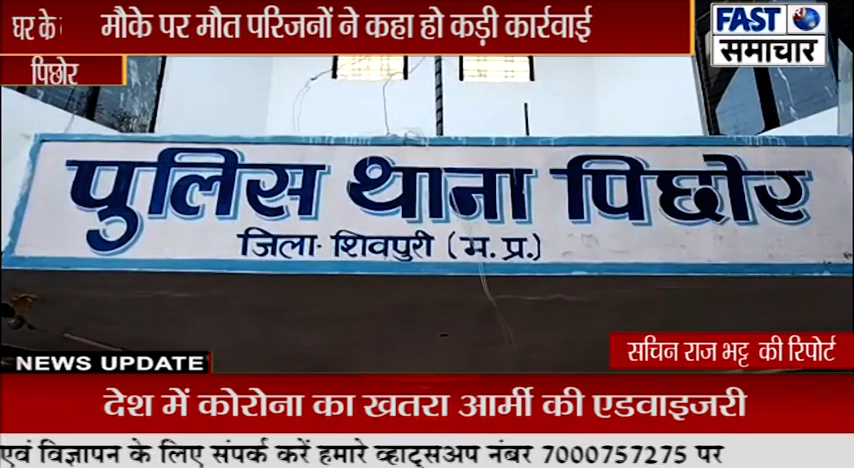 घर के
मौके पर मौत परिजनों ने कहा हो कड़ी कार्रवाई
FAST
समाचार
पिछोर
पुलिस थाना पिछोर
जिला- शिवपुरी (म. प्र.)
सचिन राज भट्ट की रिपोर्ट
NEWS UPDATE
देश में कोरोना का खतरा आर्मी की एडवाइजरी
एवं विज्ञापन के लिए संपर्क करें हमारे व्हाट्सअप नंबर 7000757275 पर